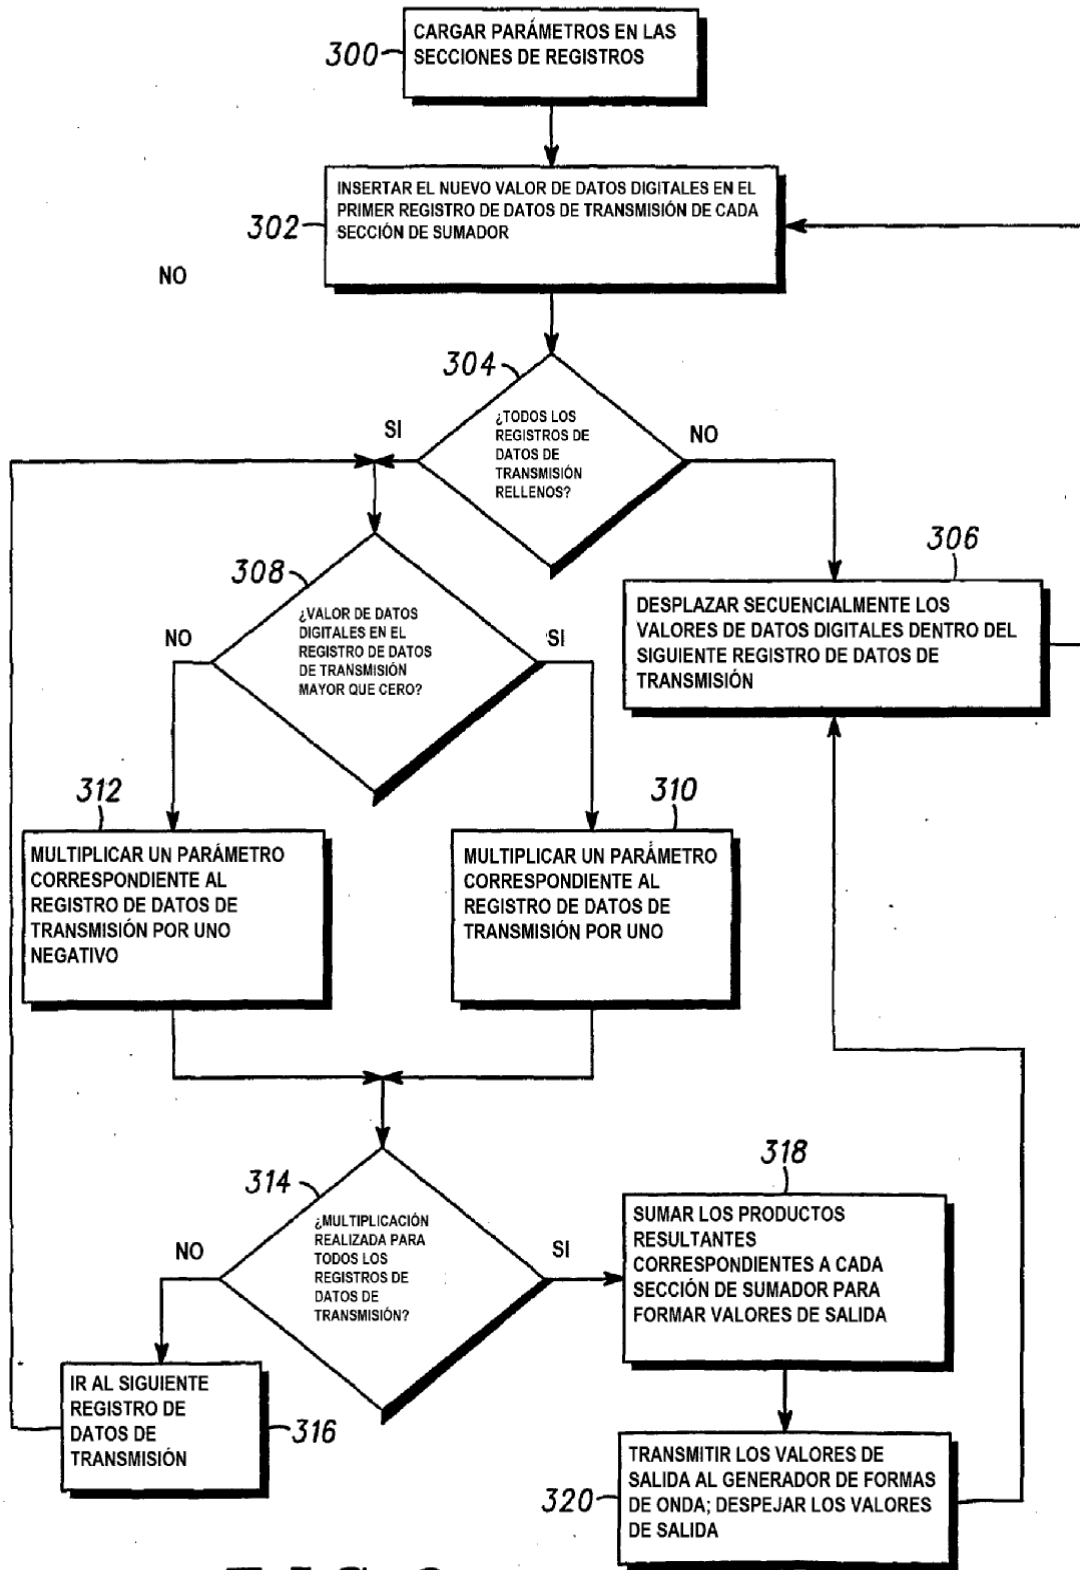 CARGAR PARÁMETROS EN LAS
SECCIONES DE REGISTROS
300
INSERTAR EL NUEVO VALOR DE DATOS DIGITALES EN EL
PRIMER REGISTRO DE DATOS DE TRANSMISIÓN DE CADA
SECCIÓN DE SUMADOR
302
NO
304
¿TODOS LOS
REGISTROS DE
DATOS DE
TRANSMISIÓN
RELLENOS?
SI
NO
306
DESPLAZAR SECUENCIALMENTE LOS
VALORES DE DATOS DIGITALES DENTRO DEL
SIGUIENTE REGISTRO DE DATOS DE
TRANSMISIÓN
308
¿VALOR DE DATOS
DIGITALES EN EL
REGISTRO DE DATOS
DE TRANSMISIÓN
MAYOR QUE CERO?
NO
SI
312
MULTIPLICAR UN PARÁMETRO
CORRESPONDIENTE AL
REGISTRO DE DATOS DE
TRANSMISIÓN POR UNO
NEGATIVO
310
MULTIPLICAR UN PARÁMETRO
CORRESPONDIENTE AL
REGISTRO DE DATOS DE
TRANSMISIÓN POR UNO
314
¿MULTIPLICACIÓN
REALIZADA PARA
TODOS LOS
REGISTROS DE
DATOS DE
TRANSMISIÓN?
NO
SI
318
SUMAR LOS PRODUCTOS
RESULTANTES
CORRESPONDIENTES A CADA
SECCIÓN DE SUMADOR PARA
FORMAR VALORES DE SALIDA
IR AL SIGUIENTE
REGISTRO DE
DATOS DE
TRANSMISIÓN
316
TRANSMITIR LOS VALORES DE
SALIDA AL GENERADOR DE FORMAS
DE ONDA; DESPEJAR LOS VALORES
DE SALIDA
320